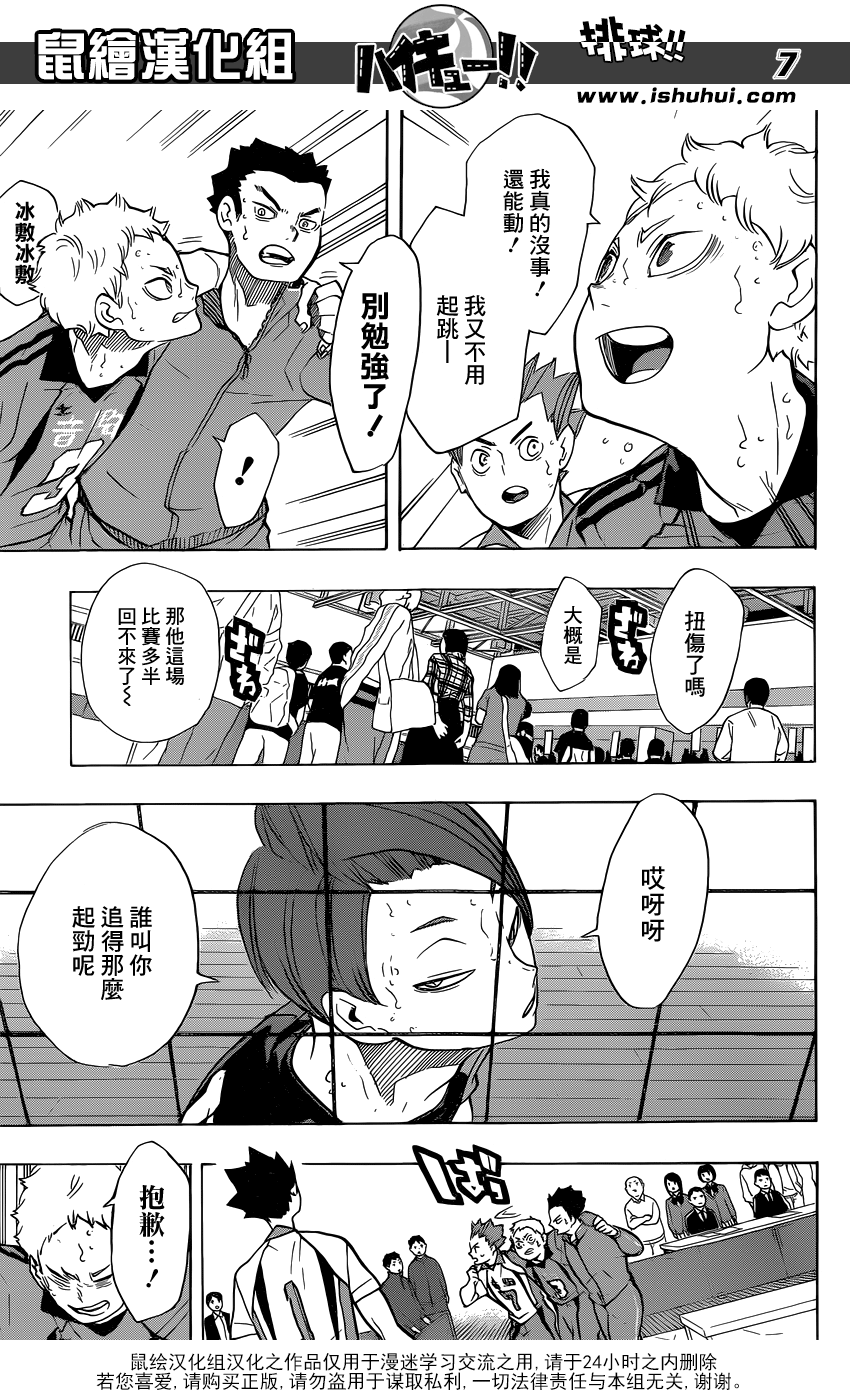 鼠繪漢化組
ハイキュー!!
排球!!
7
www.ishuhui.com
我真的沒事！
還能動！
我又不用
起跳—
別勉強了！
！
冰敷冰敷
扭傷了嗎
ざわ
大概是
ざわ
那他這場
比賽多半
回不來了～
哎呀呀
誰叫你
追得那麼
起勁呢
ばっ
抱歉…！
鼠绘汉化组汉化之作品仅用于漫迷学习交流之用,请于24小时之内删除
若您喜爱,请购买正版,请勿盗用于谋取私利,一切法律责任与本组无关,谢谢。